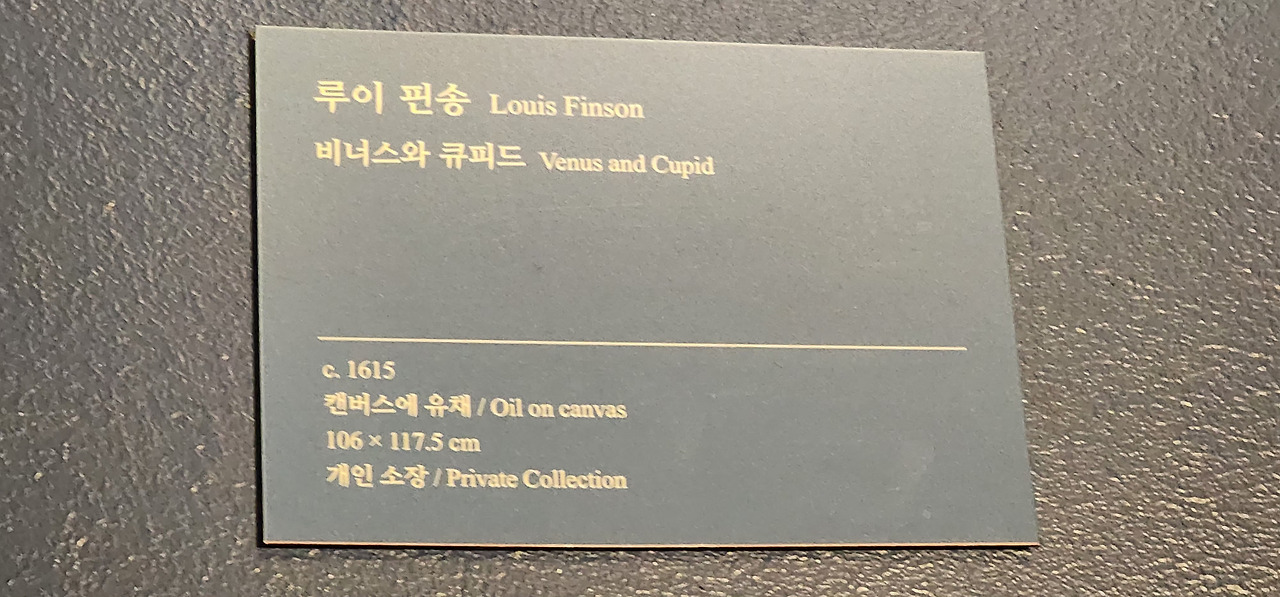 루이 핀송 Louis Finson
비너스와 큐피드 Venus and Cupid
c. 1615
캔버스에 유채 / Oil on canvas
106 × 117.5 cm
개인 소장 / Private Collection